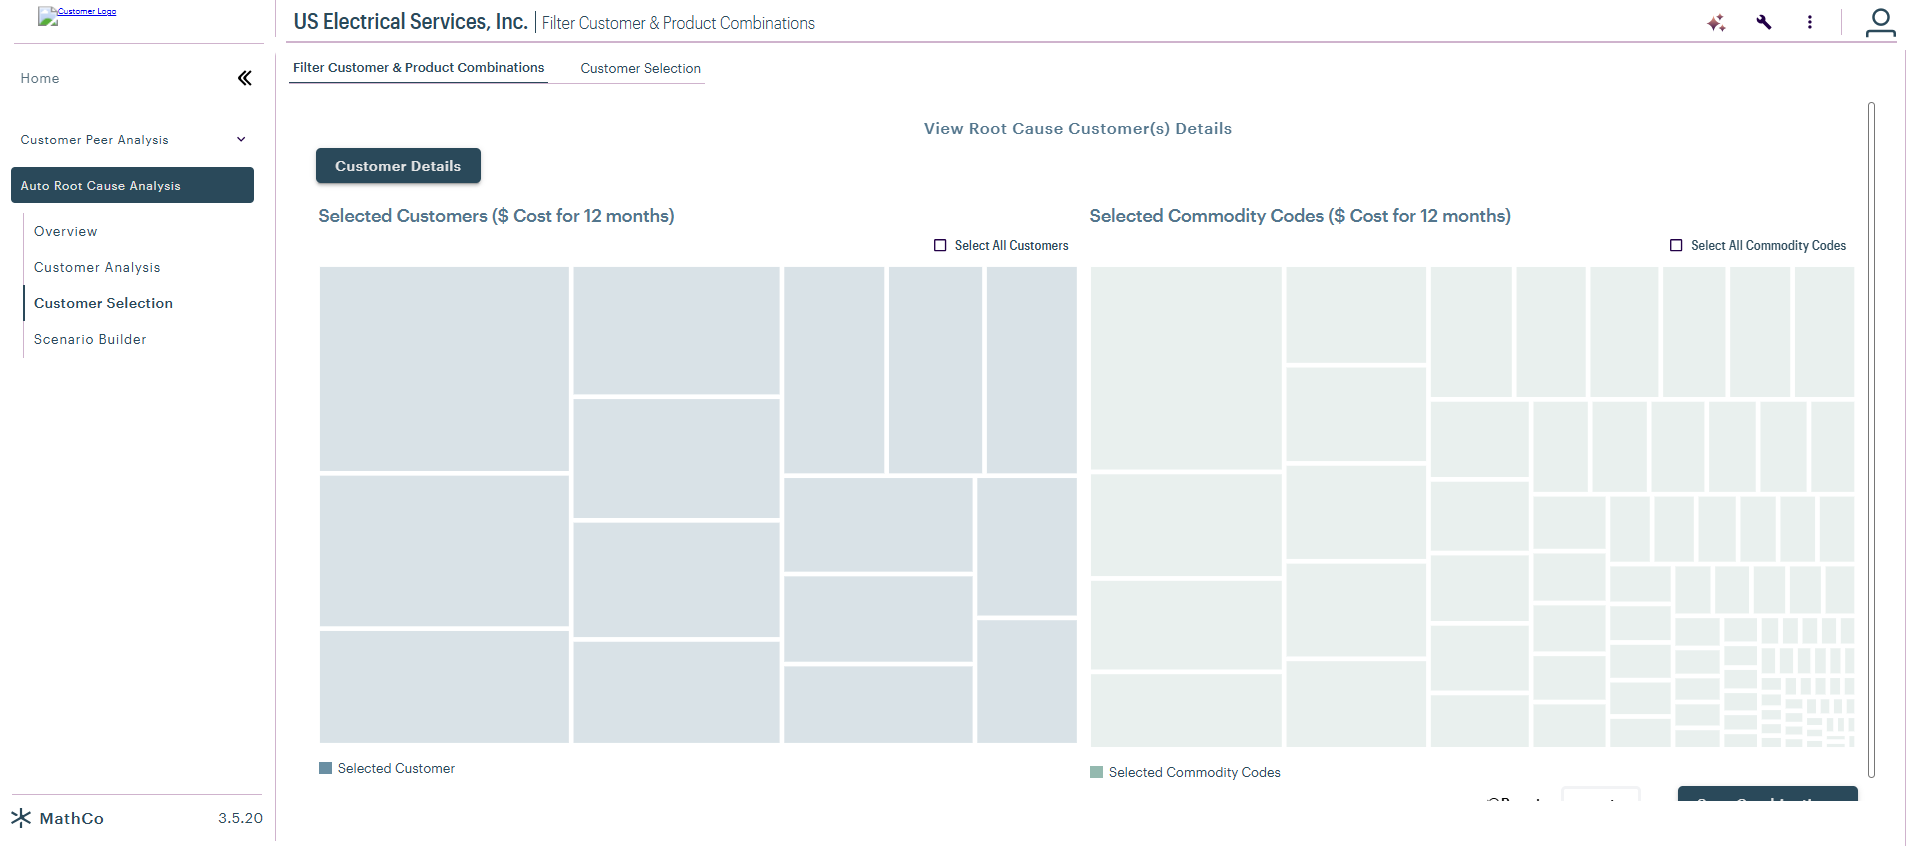 Customer Logo
US Electrical Services, Inc. Filter Customer & Product Combinations
Home
Filter Customer & Product Combinations
Customer Selection
Customer Peer Analysis
Auto Root Cause Analysis
Overview
Customer Analysis
Customer Selection
Scenario Builder
View Root Cause Customer(s) Details
Customer Details
Selected Customers ($ Cost for 12 months)
Select All Customers
Selected Customer
Selected Commodity Codes ($ Cost for 12 months)
Select All Commodity Codes
Selected Commodity Codes
MathCo
3.5.20